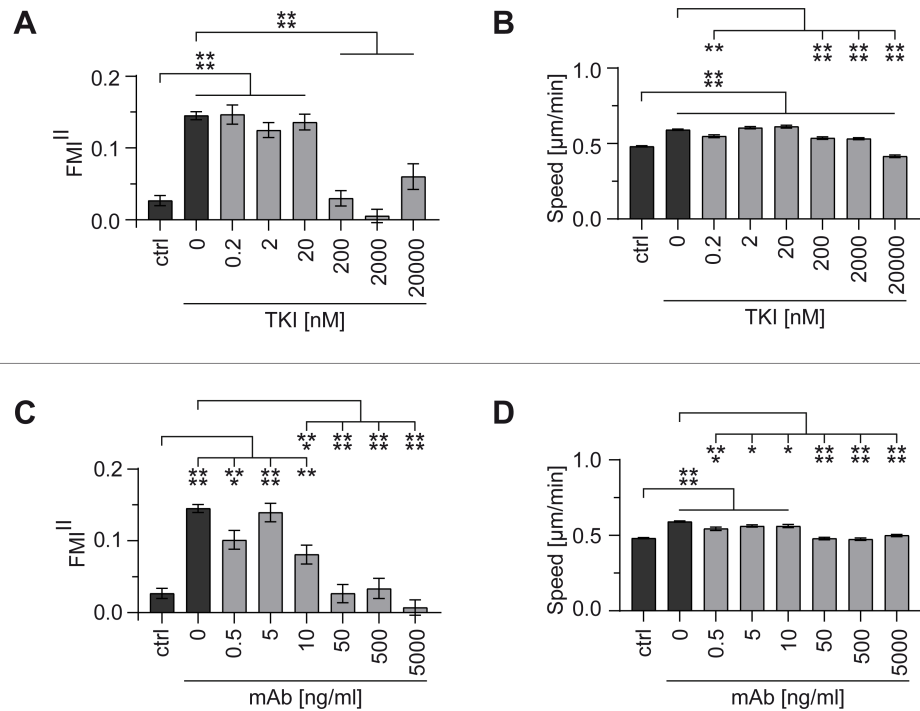 A
**
**
**
**
FMI||
0.2
0.1
0.0
ctrl
0
0.2
2
20
200
2000
20000
TKI [nM]
B
** ** ** **
** ** **
**
**
Speed [µm/min]
1.0
0.5
0.0
ctrl
0
0.2
2
20
200
2000
20000
TKI [nM]
C
** ** ** **
* ** ** **
** ** ** **
** * **
FMI||
0.2
0.1
0.0
ctrl
0
0.5
5
10
50
500
5000
mAb [ng/ml]
D
** * * ** ** **
* ** ** **
**
**
Speed [µm/min]
1.0
0.5
0.0
ctrl
0
0.5
5
10
50
500
5000
mAb [ng/ml]